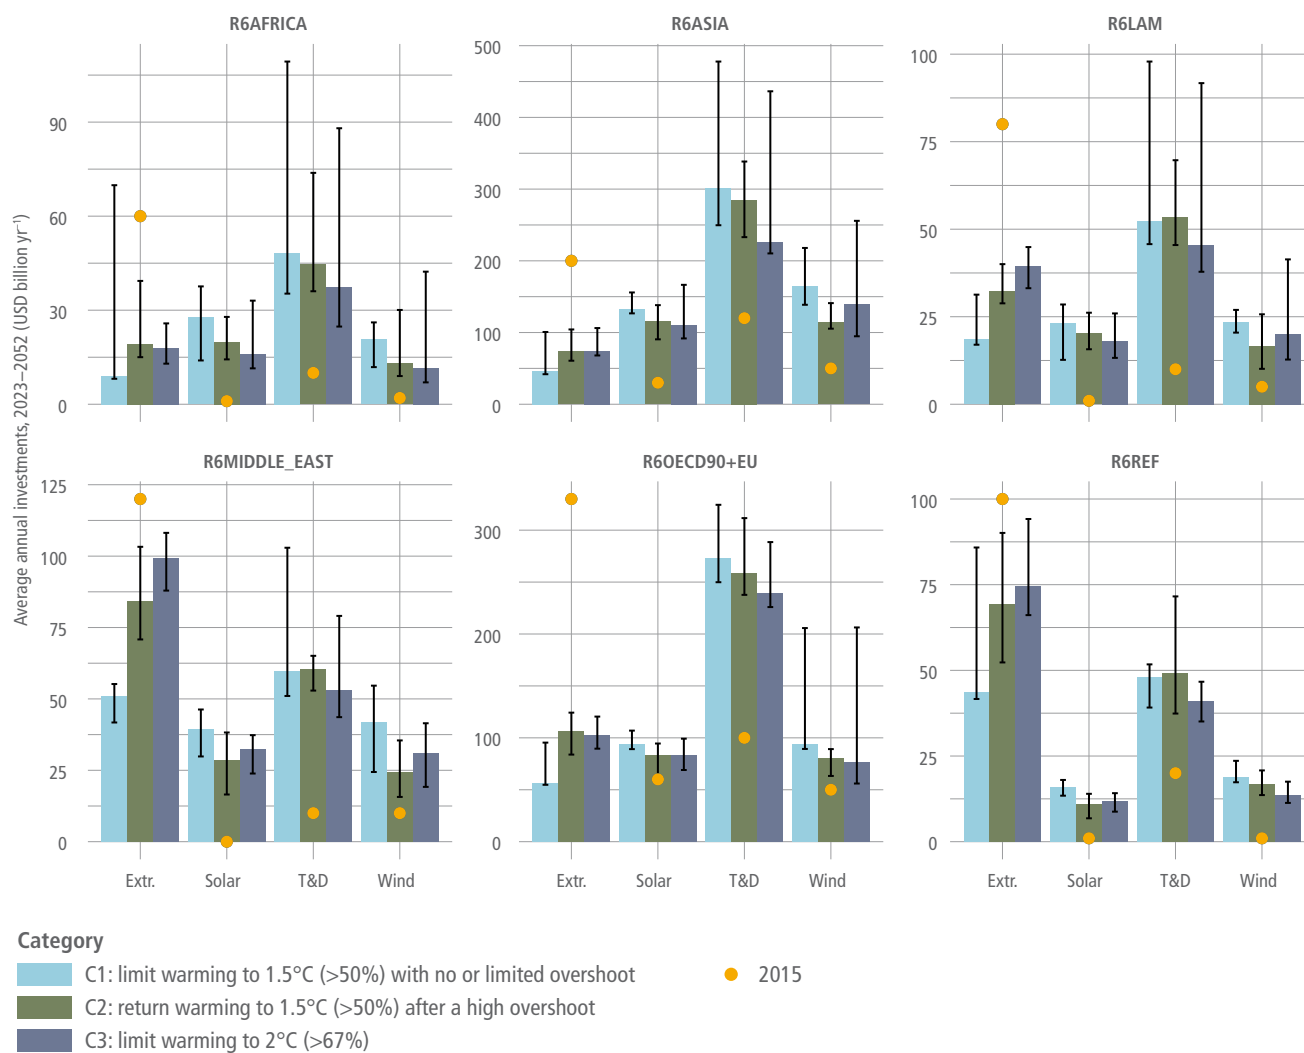 R6AFRICA
R6ASIA
R6LAM
Average annual investments, 2023–2052 (USD billion yr⁻¹)
90
60
30
0
500
400
300
200
100
0
100
75
50
25
0
R6MIDDLE_EAST
R6OECD90+EU
R6REF
125
100
75
50
25
0
300
200
100
0
100
75
50
25
0
Extr. Solar T&D Wind
Extr. Solar T&D Wind
Extr. Solar T&D Wind
Category
C1: limit warming to 1.5°C (>50%) with no or limited overshoot
2015
C2: return warming to 1.5°C (>50%) after a high overshoot
C3: limit warming to 2°C (>67%)